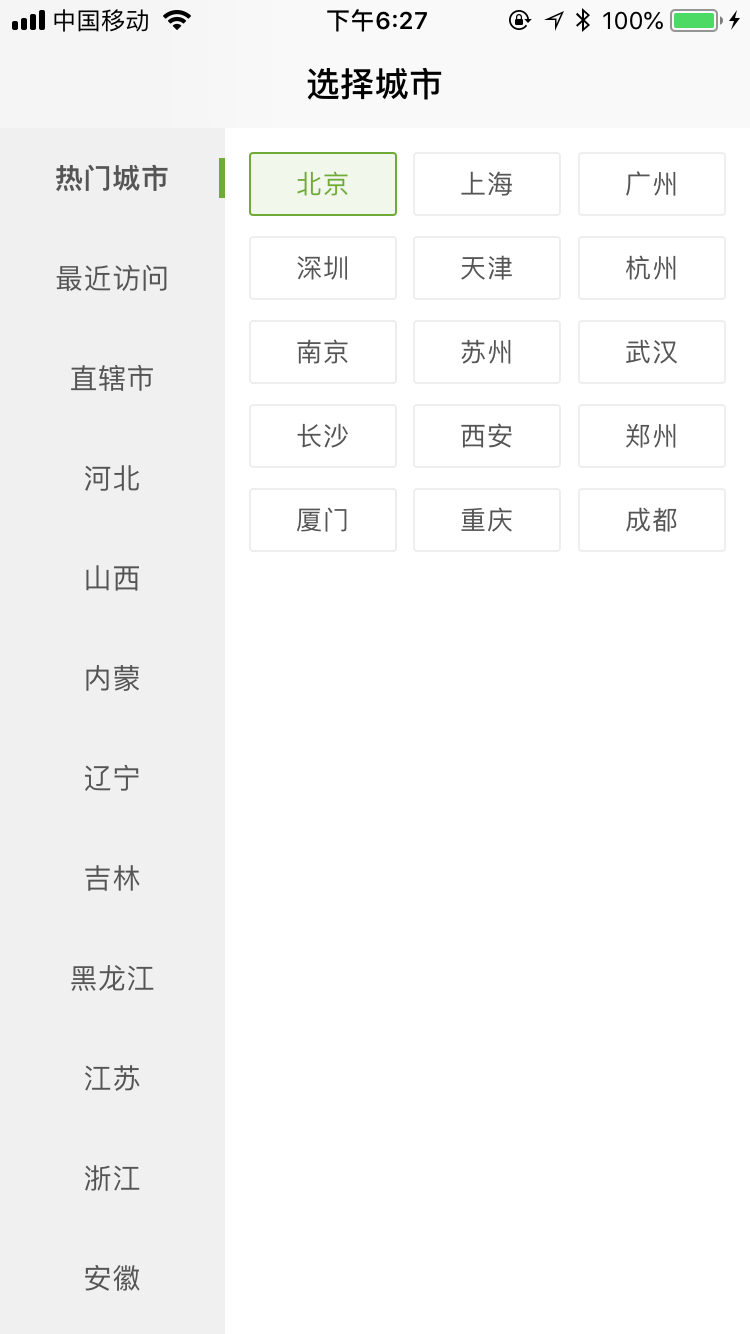 中国移动 下午6:27 100%
选择城市
热门城市
最近访问
直辖市
河北
山西
内蒙
辽宁
吉林
黑龙江
江苏
浙江
安徽
北京 上海 广州
深圳 天津 杭州
南京 苏州 武汉
长沙 西安 郑州
厦门 重庆 成都